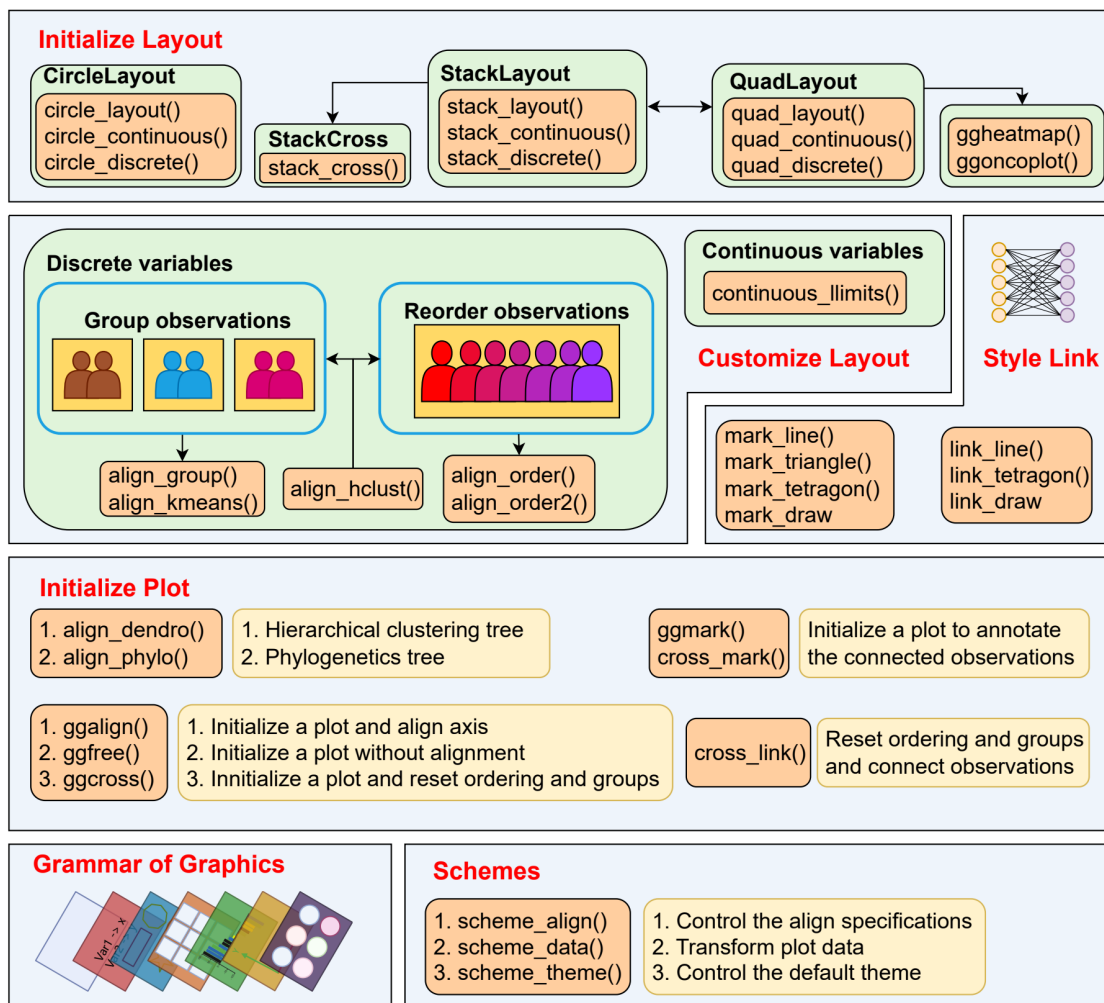 Initialize Layout
CircleLayout
circle_layout()
circle_continuous()
circle_discrete()
StackCross
stack_cross()
StackLayout
stack_layout()
stack_continuous()
stack_discrete()
QuadLayout
quad_layout()
quad_continuous()
quad_discrete()
ggheatmap()
ggoncoplot()
Discrete variables
Group observations
Reorder observations
align_group()
align_kmeans()
align_hclust()
align_order()
align_order2()
Continuous variables
continuous_llimits()
Customize Layout
Style Link
mark_line()
mark_triangle()
mark_tetragon()
mark_draw
link_line()
link_tetragon()
link_draw
Initialize Plot
1. align_dendro()
2. align_phylo()
1. Hierarchical clustering tree
2. Phylogenetics tree
ggmark()
cross_mark()
Initialize a plot to annotate
the connected observations
1. ggalign()
2. ggfree()
3. ggcross()
1. Initialize a plot and align axis
2. Initialize a plot without alignment
3. Innitialize a plot and reset ordering and groups
cross_link()
Reset ordering and groups
and connect observations
Grammar of Graphics
Var1 -> x
Schemes
1. scheme_align()
2. scheme_data()
3. scheme_theme()
1. Control the align specifications
2. Transform plot data
3. Control the default theme